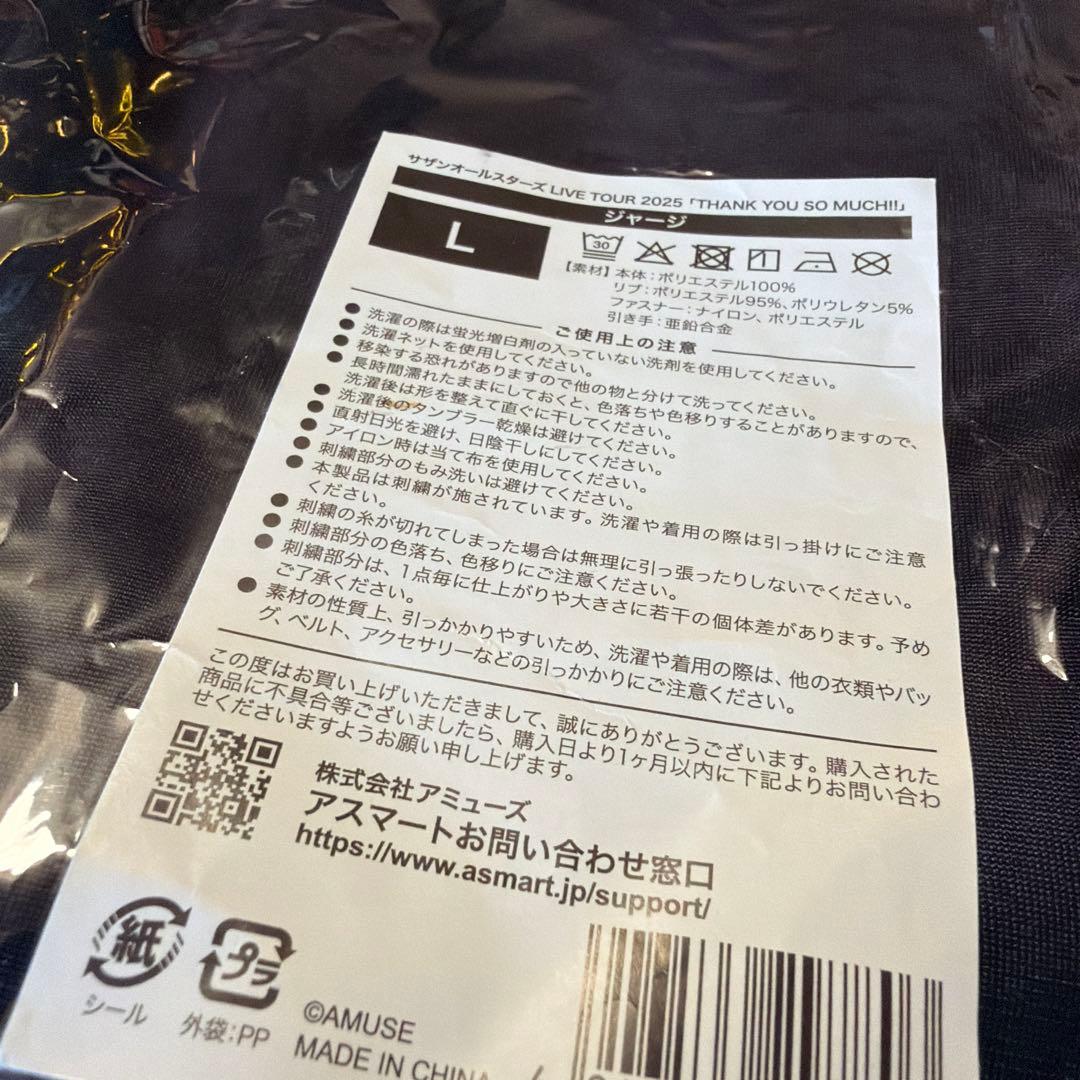 サザンオールスターズ LIVE TOUR 2025「THANK YOU SO MUCH!!」
ジャージ
L
30
【素材】本体:ポリエステル100%
リブ:ポリエステル95%、ポリウレタン5%
ファスナー:ナイロン、ポリエステル
引き手:亜鉛合金
ご使用上の注意
●洗濯の際は蛍光増白剤の入っていない洗剤を使用してください。
●洗濯ネットを使用してください。
●移染する恐れがありますので他の物と分けて洗ってください。
●長時間濡れたままにしておくと、色落ちや色移りすることがありますので、
洗濯後は形を整えて直ぐに干してください。
●洗濯後のタンブラー乾燥は避けてください。
●直射日光を避け、日陰干しにしてください。
●アイロン時は当て布を使用してください。
●刺繍部分のもみ洗いは避けてください。
●本製品は刺繍が施されています。洗濯や着用の際は引っ掛けにご注意
ください。
●刺繍の糸が切れてしまった場合は無理に引っ張ったりしないでください。
●刺繍部分の色落ち、色移りにご注意ください。
●刺繍部分は、1点毎に仕上がりや大きさに若干の個体差があります。予め
ご了承ください。
●素材の性質上、引っかかりやすいため、洗濯や着用の際は、他の衣類やバッ
グ、ベルト、アクセサリーなどの引っかかりにご注意ください。
この度はお買い上げいただきまして、誠にありがとうございます。購入された
商品に不具合等ございましたら、購入日より1ヶ月以内に下記よりお問い合わ
せくださいますようお願い申し上げます。
株式会社アミューズ
アスマートお問い合わせ窓口
https://www.asmart.jp/support/
紙
シール
プラ
外袋:PP
©AMUSE
MADE IN CHINA